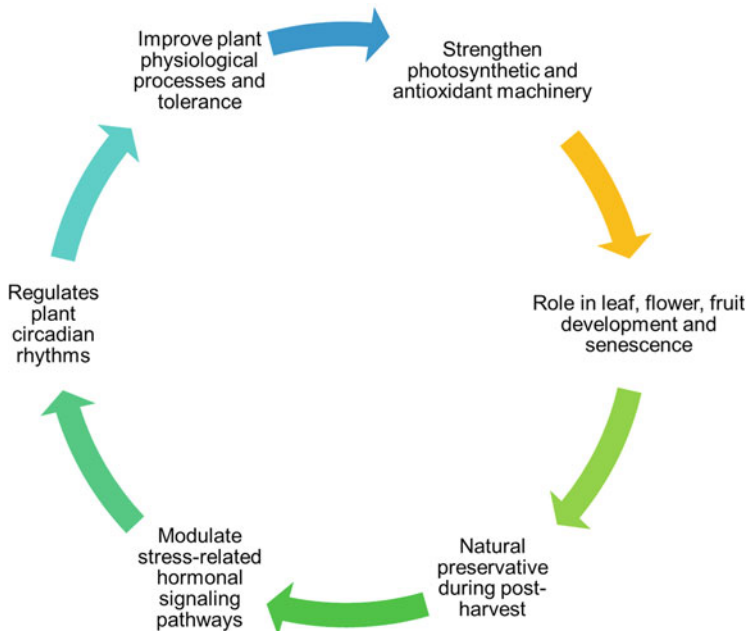 Improve plant
physiological
processes and
tolerance
Strengthen
photosynthetic and
antioxidant machinery
Role in leaf, flower, fruit
development and
senescence
Natural
preservative
during post-
harvest
Modulate
stress-related
hormonal
signaling
pathways
Regulates
plant
circadian
rhythms